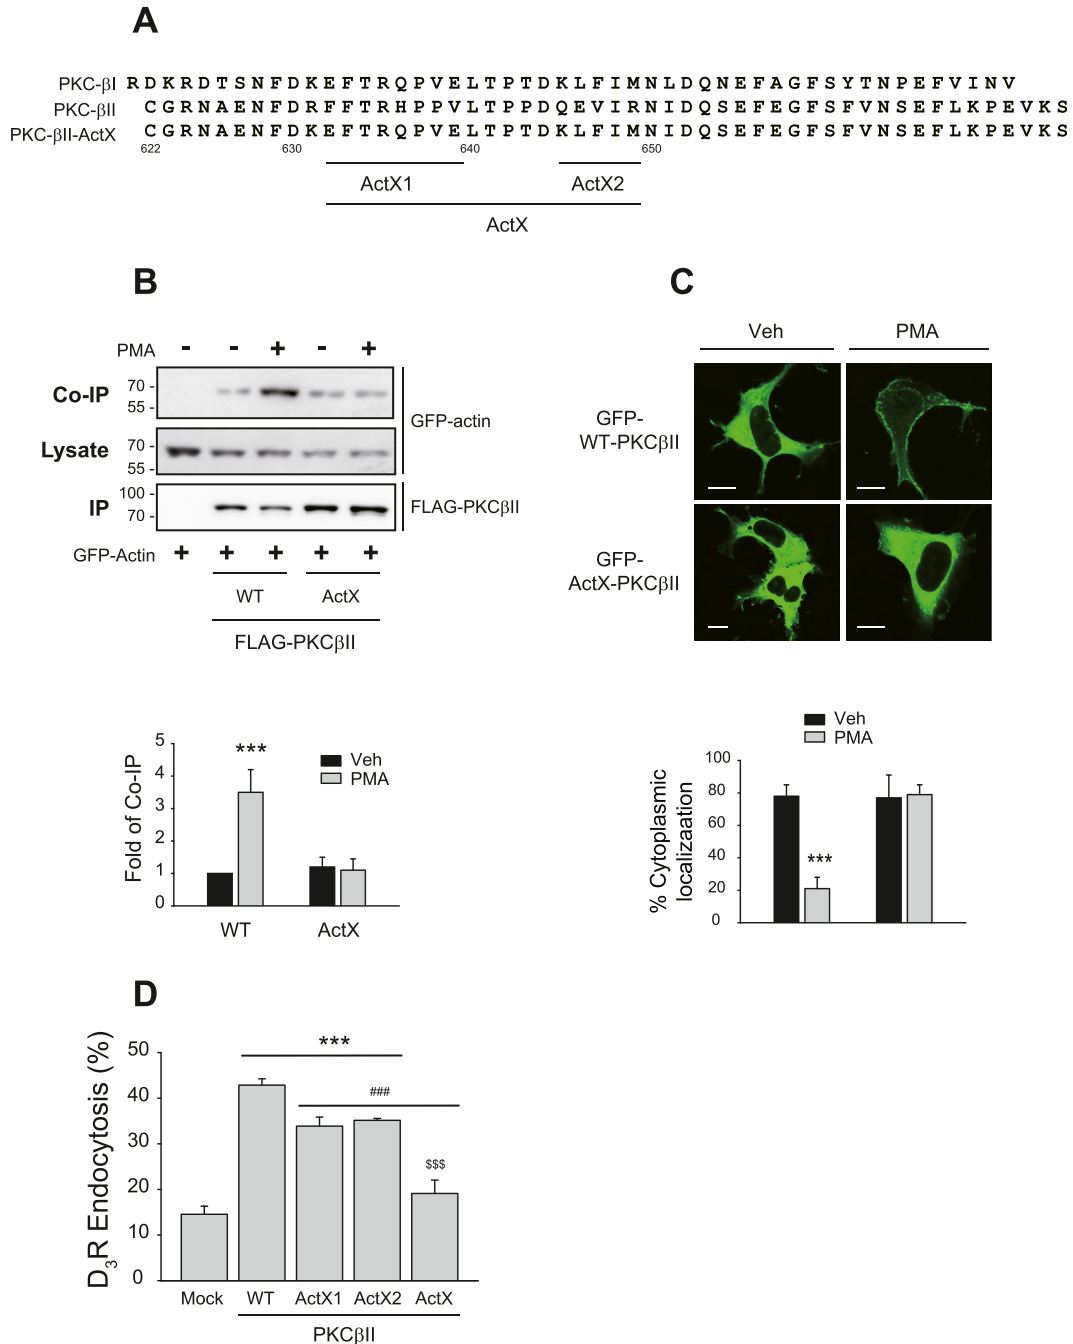 A
PKC-βI R D K R D T S N F D K E F T R Q P V E L T P T D K L F I M N L D Q N E F A G F S Y T N P E F V I N V
PKC-βII C G R N A E N F D R F F T R H P P V L T P P D Q E V I R N I D Q S E F E G F S F V N S E F L K P E V K S
PKC-βII-ActX C G R N A E N F D K E F T R Q P V E L T P T D K L F I M N I D Q S E F E G F S F V N S E F L K P E V K S
622 630 640 650
ActX1 ActX2
ActX
B
PMA - - + - +
Co-IP 70 -
55 -
GFP-actin
Lysate 70 -
55 -
IP 100 -
70 -
FLAG-PKCβII
GFP-Actin + + + + +
WT ActX
FLAG-PKCβII
Veh
PMA
Fold of Co-IP
5
4
3
2
1
0
***
WT ActX
C
Veh PMA
GFP-
WT-PKCβII
GFP-
ActX-PKCβII
Veh
PMA
% Cytoplasmic
localizaation
100
80
60
40
20
0
***
D
D3R Endocytosis (%)
50
40
30
20
10
0
***
###
$$$
Mock WT ActX1 ActX2 ActX
PKCβII